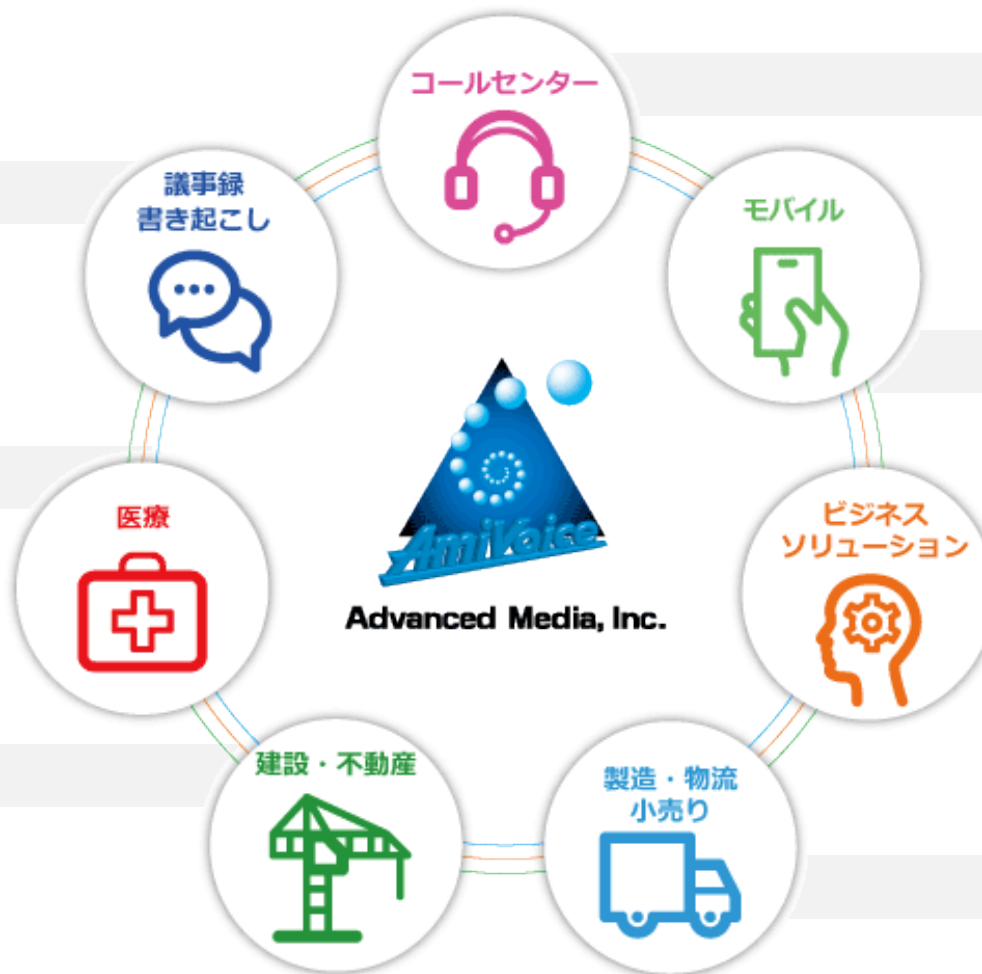 コールセンター
議事録
書き起こし
モバイル
医療
AmiVoice
Advanced Media, Inc.
ビジネス
ソリューション
建設・不動産
製造・物流
小売り